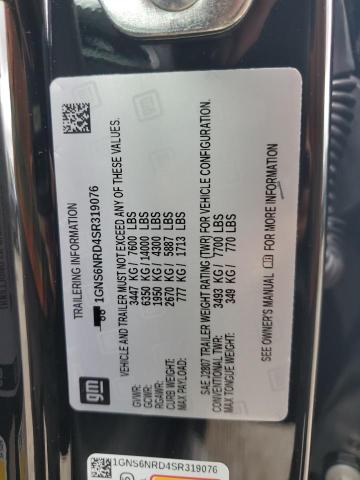 TRAILERING INFORMATION
1GNS6NRD4SR319076
VEHICLE AND TRAILER MUST NOT EXCEED ANY OF THESE VALUES.
GVWR: 3447 KG/ 7600 LBS
GCWR: 6350 KG/14000 LBS
RGAWR: 1950 KG/ 4300 LBS
CURB WEIGHT: 2670 KG/ 5887 LBS
MAX PAYLOAD: 777 KG/ 1713 LBS
SAE J2807 TRAILER WEIGHT RATING (TWR) FOR VEHICLE CONFIGURATION.
CONVENTIONAL TWR: 3493 KG/ 7700 LBS
MAX TONGUE WEIGHT: 349 KG/ 770 LBS
SEE OWNER'S MANUAL FOR MORE INFORMATION
gm
1GNS6NRD4SR319076